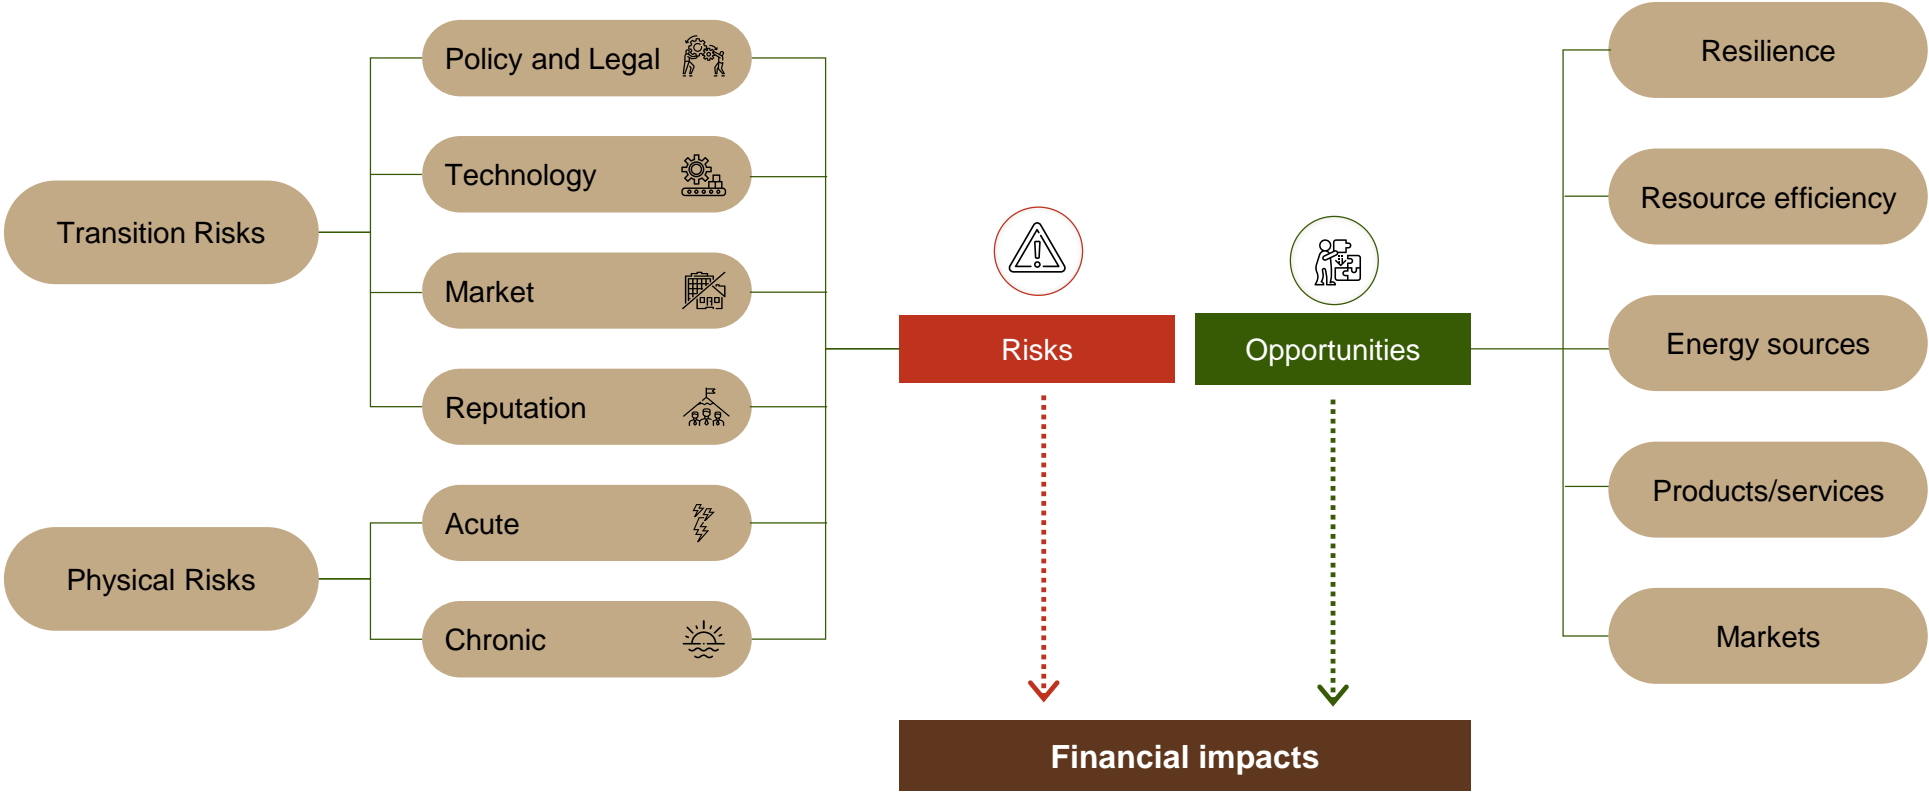 Transition Risks
Physical Risks
Policy and Legal
Technology
Market
Reputation
Acute
Chronic
Risks
Opportunities
Financial impacts
Resilience
Resource efficiency
Energy sources
Products/services
Markets